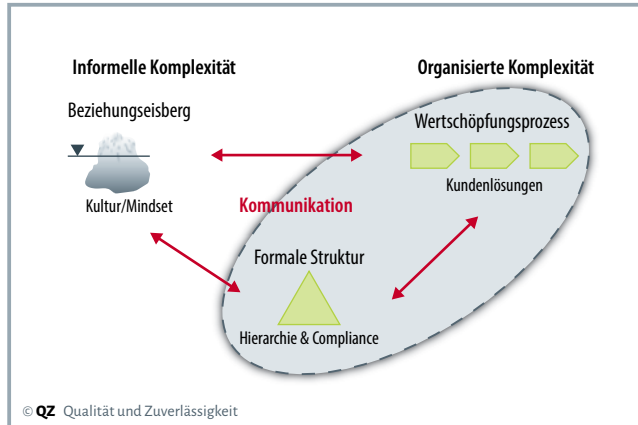 Informelle Komplexität
Organisierte Komplexität
Beziehungseisberg
Wertschöpfungsprozess
Kultur/Mindset
Kundenlösungen
Kommunikation
Formale Struktur
Hierarchie & Compliance
© QZ Qualität und Zuverlässigkeit